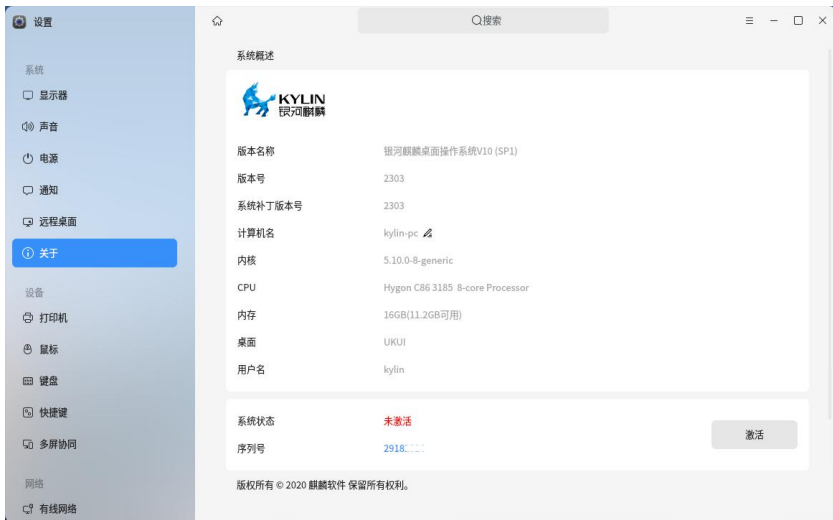 设置
搜索
系统
显示器
声音
电源
通知
远程桌面
关于
设备
打印机
鼠标
键盘
快捷键
多屏协同
网络
有线网络
系统概述
KYLIN
银河麒麟
版本名称 银河麒麟桌面操作系统V10 (SP1)
版本号 2303
系统补丁版本号 2303
计算机名 kylin-pc
内核 5.10.0-8-generic
CPU Hygon C86 3185 8-core Processor
内存 16GB(11.2GB可用)
桌面 UKUI
用户名 kylin
系统状态 未激活
激活
序列号 2918
版权所有 © 2020 麒麟软件 保留所有权利。